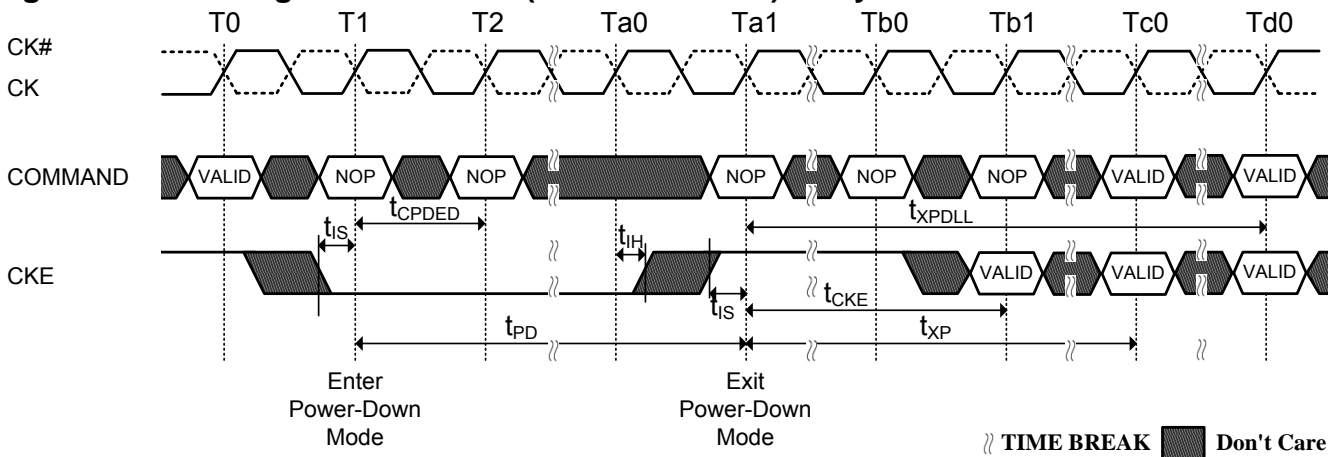 T0 T1 T2 Ta0 Ta1 Tb0 Tb1 Tc0 Td0
CK#
CK
COMMAND VALID NOP NOP NOP NOP NOP VALID VALID
tIS tCPDED tIH tXPDLL
CKE VALID VALID VALID
tIS tCKE
tPD tXP
Enter
Power-Down
Mode
Exit
Power-Down
Mode
TIME BREAK Don't Care